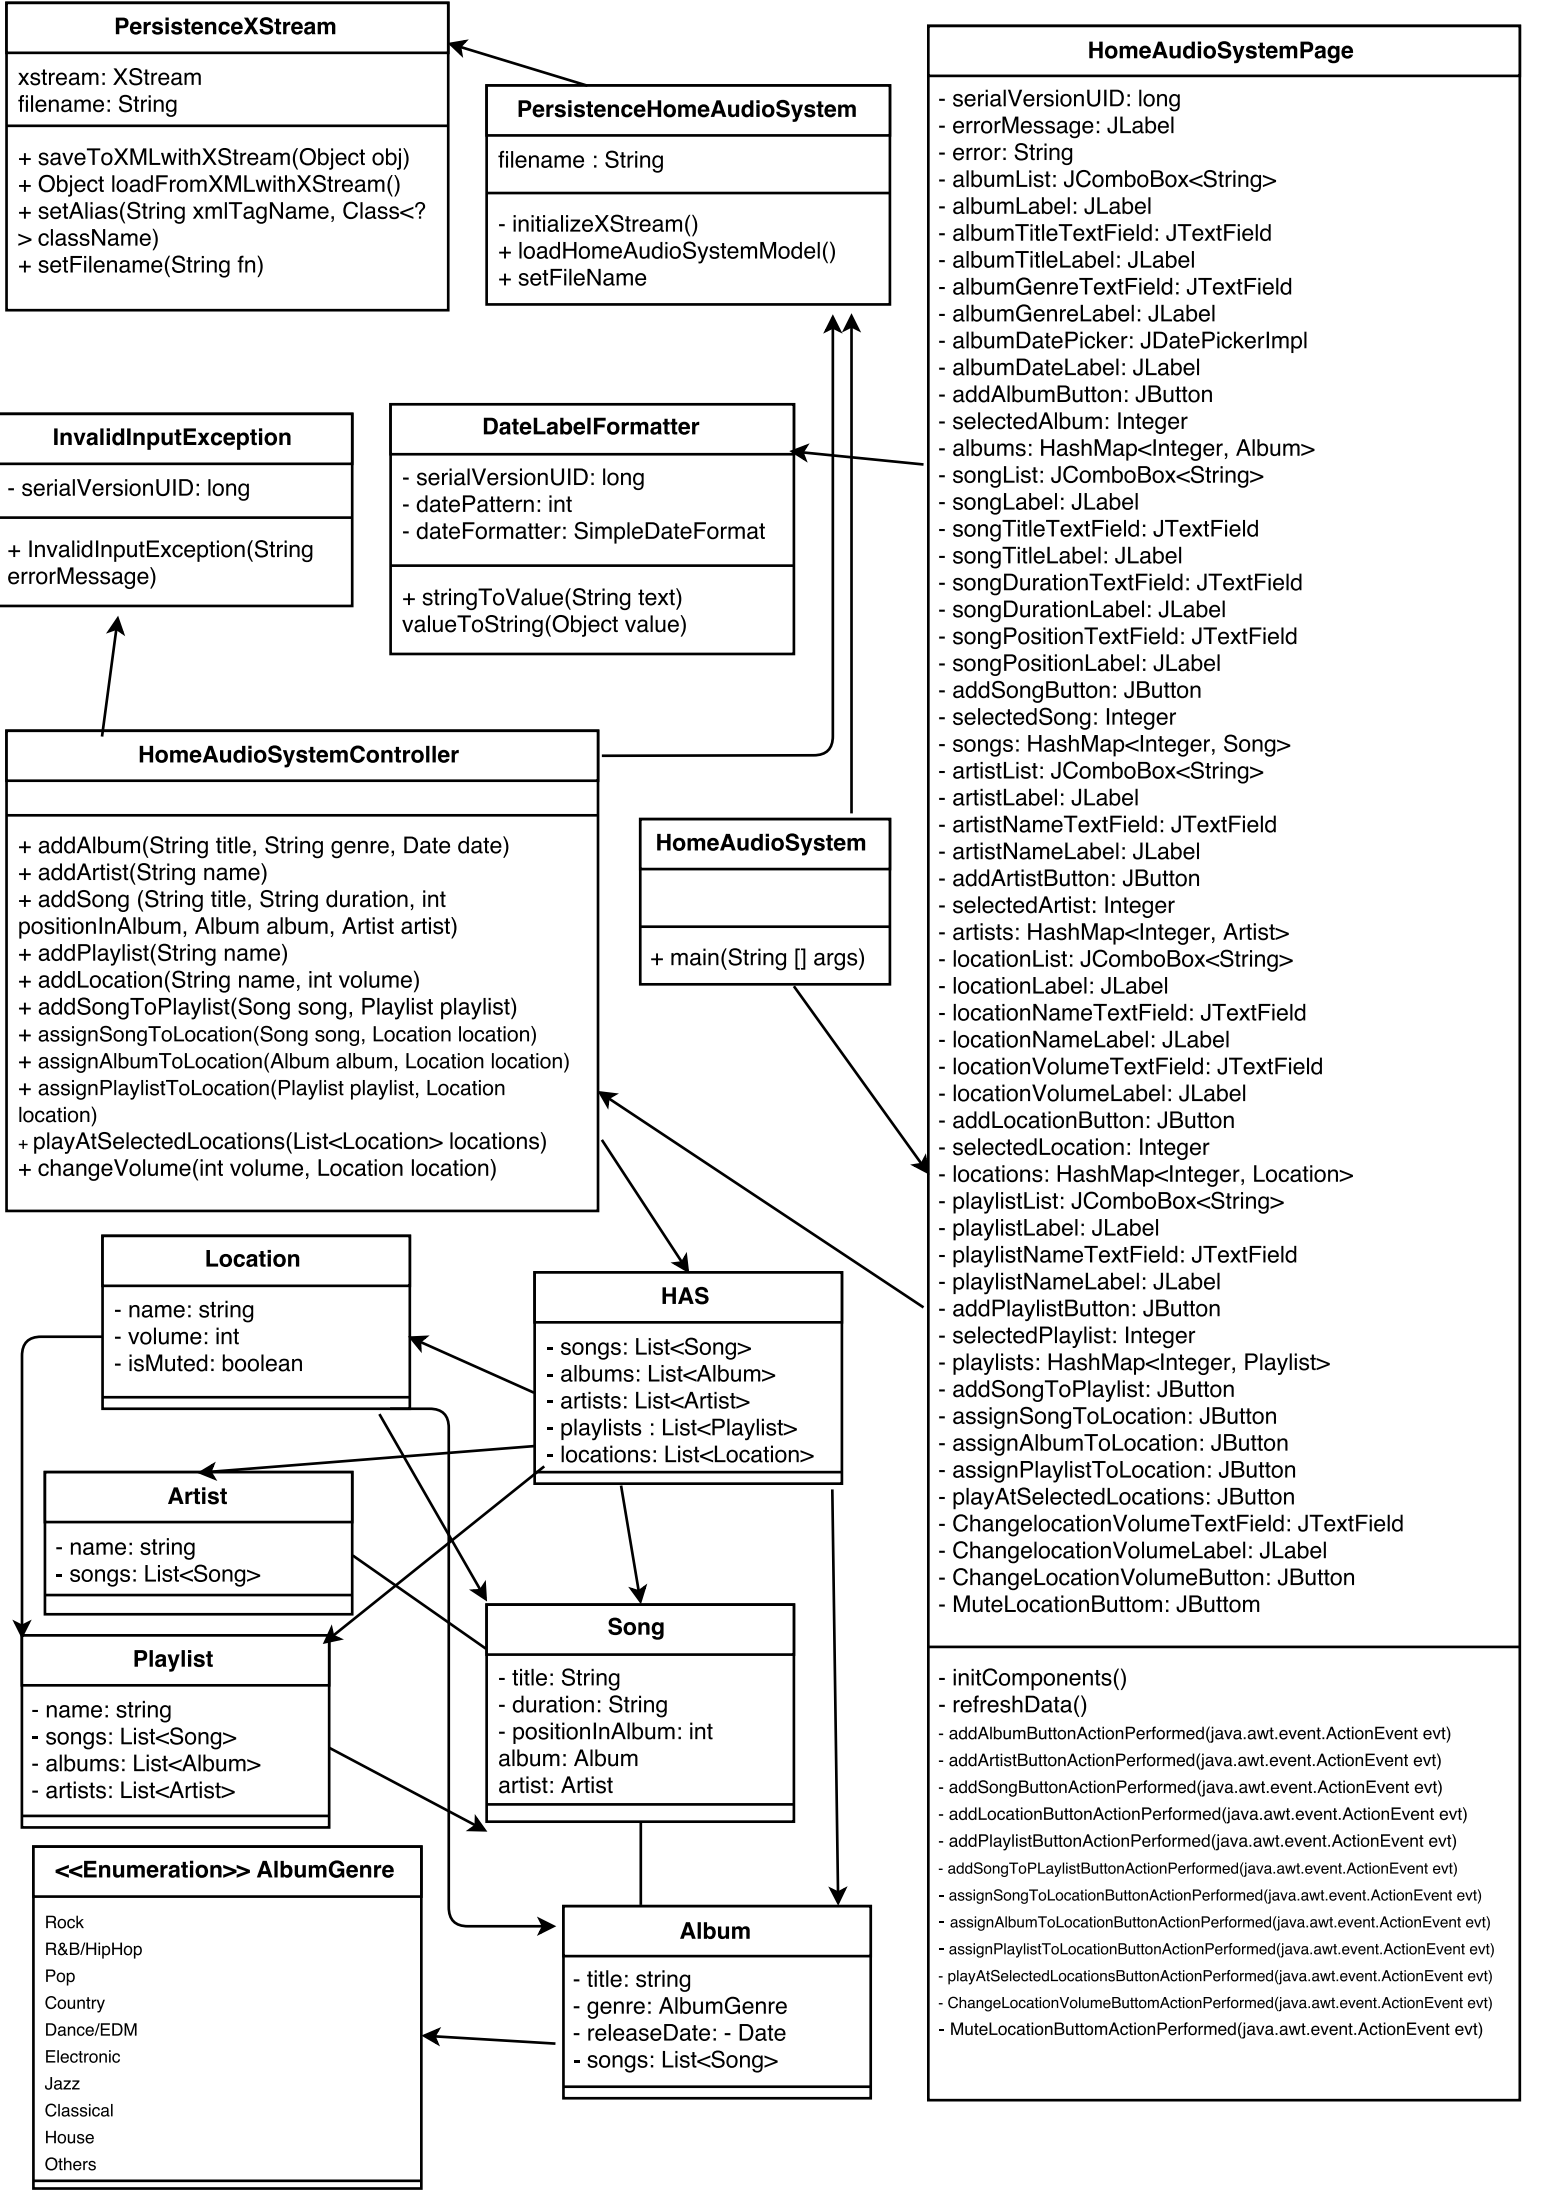 PersistenceXStream
xstream: XStream
filename: String
+ saveToXMLwithXStream(Object obj)
+ Object loadFromXMLwithXStream()
+ setAlias(String xmlTagName, Class<?
> className)
+ setFilename(String fn)
PersistenceHomeAudioSystem
filename : String
- initializeXStream()
+ loadHomeAudioSystemModel()
+ setFileName
InvalidInputException
- serialVersionUID: long
+ InvalidInputException(String
errorMessage)
DateLabelFormatter
- serialVersionUID: long
- datePattern: int
- dateFormatter: SimpleDateFormat
+ stringToValue(String text)
valueToString(Object value)
HomeAudioSystemController
+ addAlbum(String title, String genre, Date date)
+ addArtist(String name)
+ addSong (String title, String duration, int
positionInAlbum, Album album, Artist artist)
+ addPlaylist(String name)
+ addLocation(String name, int volume)
+ addSongToPlaylist(Song song, Playlist playlist)
+ assignSongToLocation(Song song, Location location)
+ assignAlbumToLocation(Album album, Location location)
+ assignPlaylistToLocation(Playlist playlist, Location
location)
+ playAtSelectedLocations(List<Location> locations)
+ changeVolume(int volume, Location location)
HomeAudioSystem
+ main(String [] args)
Location
- name: string
- volume: int
- isMuted: boolean
HAS
- songs: List<Song>
- albums: List<Album>
- artists: List<Artist>
- playlists : List<Playlist>
- locations: List<Location>
Artist
- name: string
- songs: List<Song>
Playlist
- name: string
- songs: List<Song>
- albums: List<Album>
- artists: List<Artist>
Song
- title: String
- duration: String
- positionInAlbum: int
album: Album
artist: Artist
<<Enumeration>> AlbumGenre
Rock
R&B/HipHop
Pop
Country
Dance/EDM
Electronic
Jazz
Classical
House
Others
Album
- title: string
- genre: AlbumGenre
- releaseDate: - Date
- songs: List<Song>
HomeAudioSystemPage
- serialVersionUID: long
- errorMessage: JLabel
- error: String
- albumList: JComboBox<String>
- albumLabel: JLabel
- albumTitleTextField: JTextField
- albumTitleLabel: JLabel
- albumGenreTextField: JTextField
- albumGenreLabel: JLabel
- albumDatePicker: JDatePickerImpl
- albumDateLabel: JLabel
- addAlbumButton: JButton
- selectedAlbum: Integer
- albums: HashMap<Integer, Album>
- songList: JComboBox<String>
- songLabel: JLabel
- songTitleTextField: JTextField
- songTitleLabel: JLabel
- songDurationTextField: JTextField
- songDurationLabel: JLabel
- songPositionTextField: JTextField
- songPositionLabel: JLabel
- addSongButton: JButton
- selectedSong: Integer
- songs: HashMap<Integer, Song>
- artistList: JComboBox<String>
- artistLabel: JLabel
- artistNameTextField: JTextField
- artistNameLabel: JLabel
- addArtistButton: JButton
- selectedArtist: Integer
- artists: HashMap<Integer, Artist>
- locationList: JComboBox<String>
- locationLabel: JLabel
- locationNameTextField: JTextField
- locationNameLabel: JLabel
- locationVolumeTextField: JTextField
- locationVolumeLabel: JLabel
- addLocationButton: JButton
- selectedLocation: Integer
- locations: HashMap<Integer, Location>
- playlistList: JComboBox<String>
- playlistLabel: JLabel
- playlistNameTextField: JTextField
- playlistNameLabel: JLabel
- addPlaylistButton: JButton
- selectedPlaylist: Integer
- playlists: HashMap<Integer, Playlist>
- addSongToPlaylist: JButton
- assignSongToLocation: JButton
- assignAlbumToLocation: JButton
- assignPlaylistToLocation: JButton
- playAtSelectedLocations: JButton
- ChangelocationVolumeTextField: JTextField
- ChangelocationVolumeLabel: JLabel
- ChangeLocationVolumeButton: JButton
- MuteLocationButtom: JButtom
- initComponents()
- refreshData()
- addAlbumButtonActionPerformed(java.awt.event.ActionEvent evt)
- addArtistButtonActionPerformed(java.awt.event.ActionEvent evt)
- addSongButtonActionPerformed(java.awt.event.ActionEvent evt)
- addLocationButtonActionPerformed(java.awt.event.ActionEvent evt)
- addPlaylistButtonActionPerformed(java.awt.event.ActionEvent evt)
- addSongToPLaylistButtonActionPerformed(java.awt.event.ActionEvent evt)
- assignSongToLocationButtonActionPerformed(java.awt.event.ActionEvent evt)
- assignAlbumToLocationButtonActionPerformed(java.awt.event.ActionEvent evt)
- assignPlaylistToLocationButtonActionPerformed(java.awt.event.ActionEvent evt)
- playAtSelectedLocationsButtonActionPerformed(java.awt.event.ActionEvent evt)
- ChangeLocationVolumeButtomActionPerformed(java.awt.event.ActionEvent evt)
- MuteLocationButtomActionPerformed(java.awt.event.ActionEvent evt)